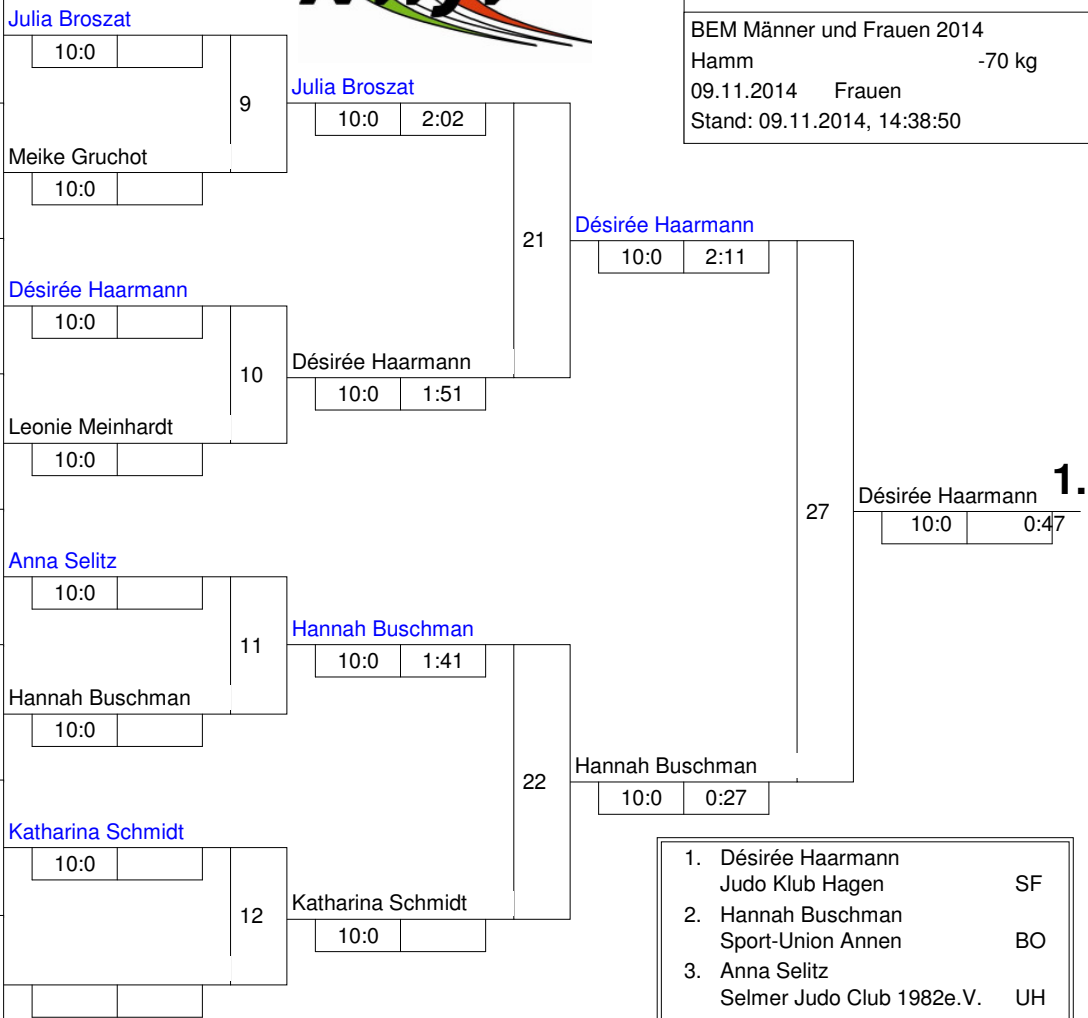 BEM Männer und Frauen 2014
Hamm -70 kg
09.11.2014 Frauen
Stand: 09.11.2014, 14:38:50
Julia Broszat
10:0
9
Meike Gruchot
10:0
Julia Broszat
10:0 2:02
Désirée Haarmann
10:0
10
Leonie Meinhardt
10:0
Désirée Haarmann
10:0 1:51
21
Désirée Haarmann
10:0 2:11
Anna Selitz
10:0
11
Hannah Buschman
10:0
Hannah Buschman
10:0 1:41
Katharina Schmidt
10:0
12
Katharina Schmidt
10:0
22
Hannah Buschman
10:0 0:27
27
Désirée Haarmann 1.
10:0 0:47
1. Désirée Haarmann
Judo Klub Hagen SF
2. Hannah Buschman
Sport-Union Annen BO
3. Anna Selitz
Selmer Judo Club 1982e.V. UH